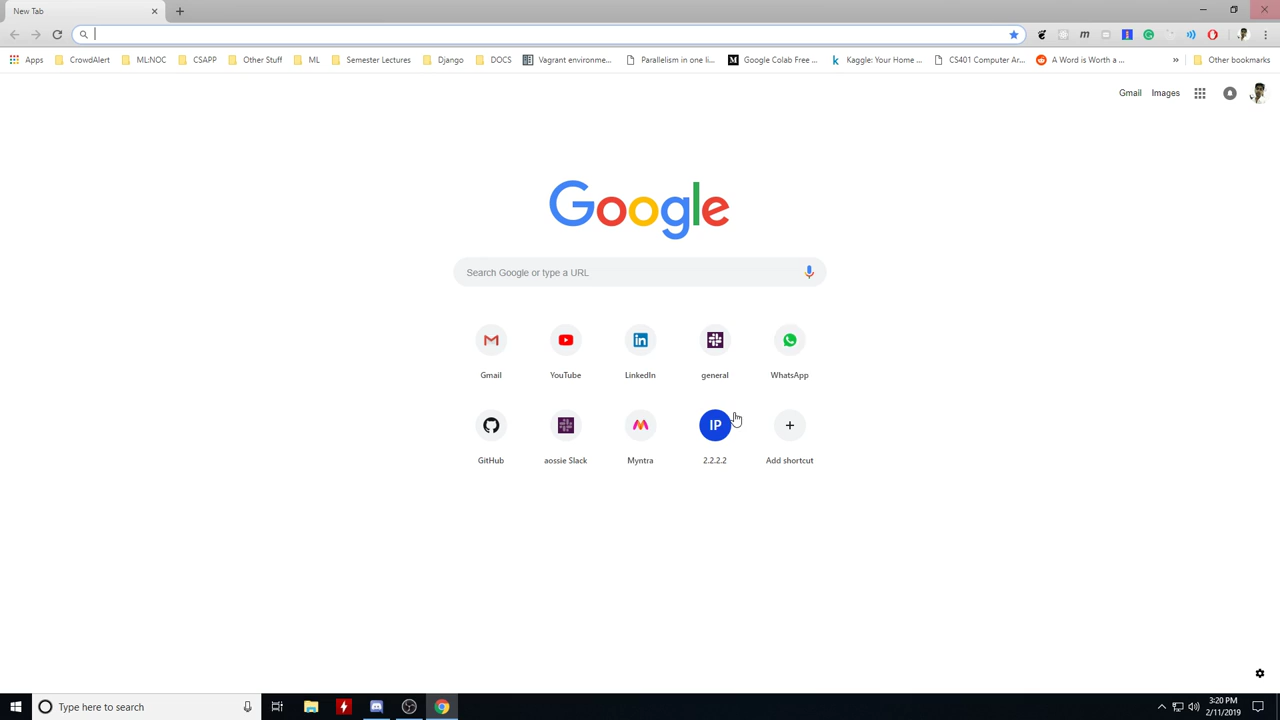 New Tab
Apps CrowdAlert ML:NOC CSAPP Other Stuff ML Semester Lectures Django DOCS Vagrant environme... Parallelism in one li... Google Colab Free ... Kaggle: Your Home ... CS401 Computer Ar... A Word is Worth a ... » Other bookmarks
Gmail Images
Google
Search Google or type a URL
Gmail YouTube LinkedIn general WhatsApp
IP
GitHub aossie Slack Myntra 2.2.2.2 Add shortcut
Type here to search
3:20 PM
2/11/2019